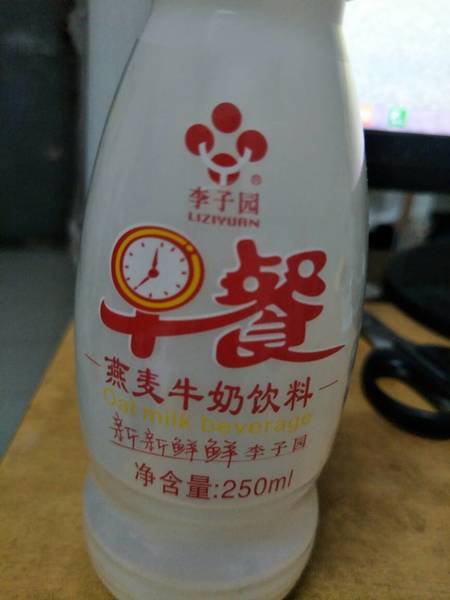 李子园®
LIZIYUAN
早餐
燕麦牛奶饮料
Oat milk beverage
新新鲜鲜 李子园
净含量:250ml